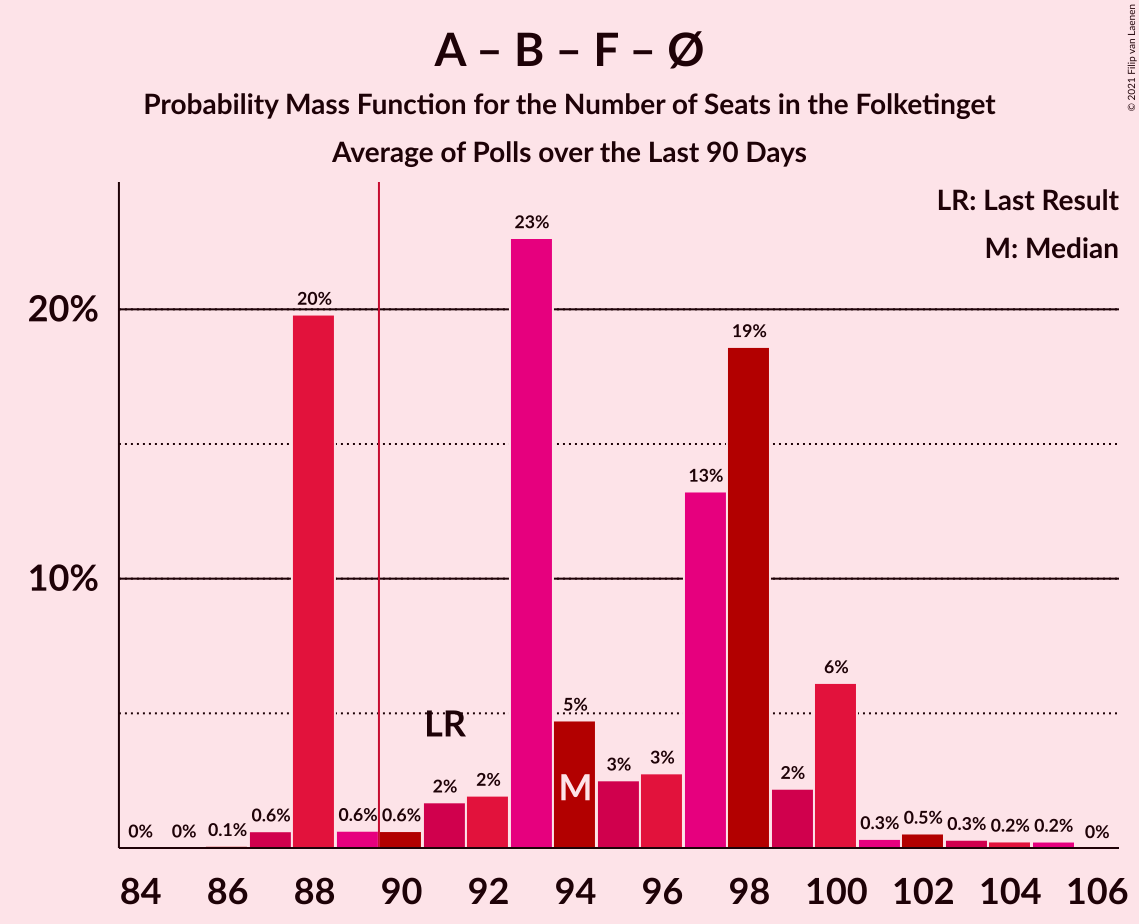 A – B – F – Ø
Probability Mass Function for the Number of Seats in the Folketinget
Average of Polls over the Last 90 Days
© 2021 Filip van Laenen
LR: Last Result
M: Median
20%
10%
0% 0% 0.1% 0.6% 20% 0.6% 0.6% 2% 2% 23% 5% 3% 3% 13% 19% 2% 6% 0.3% 0.5% 0.3% 0.2% 0.2% 0%
LR
M
84 86 88 90 92 94 96 98 100 102 104 106